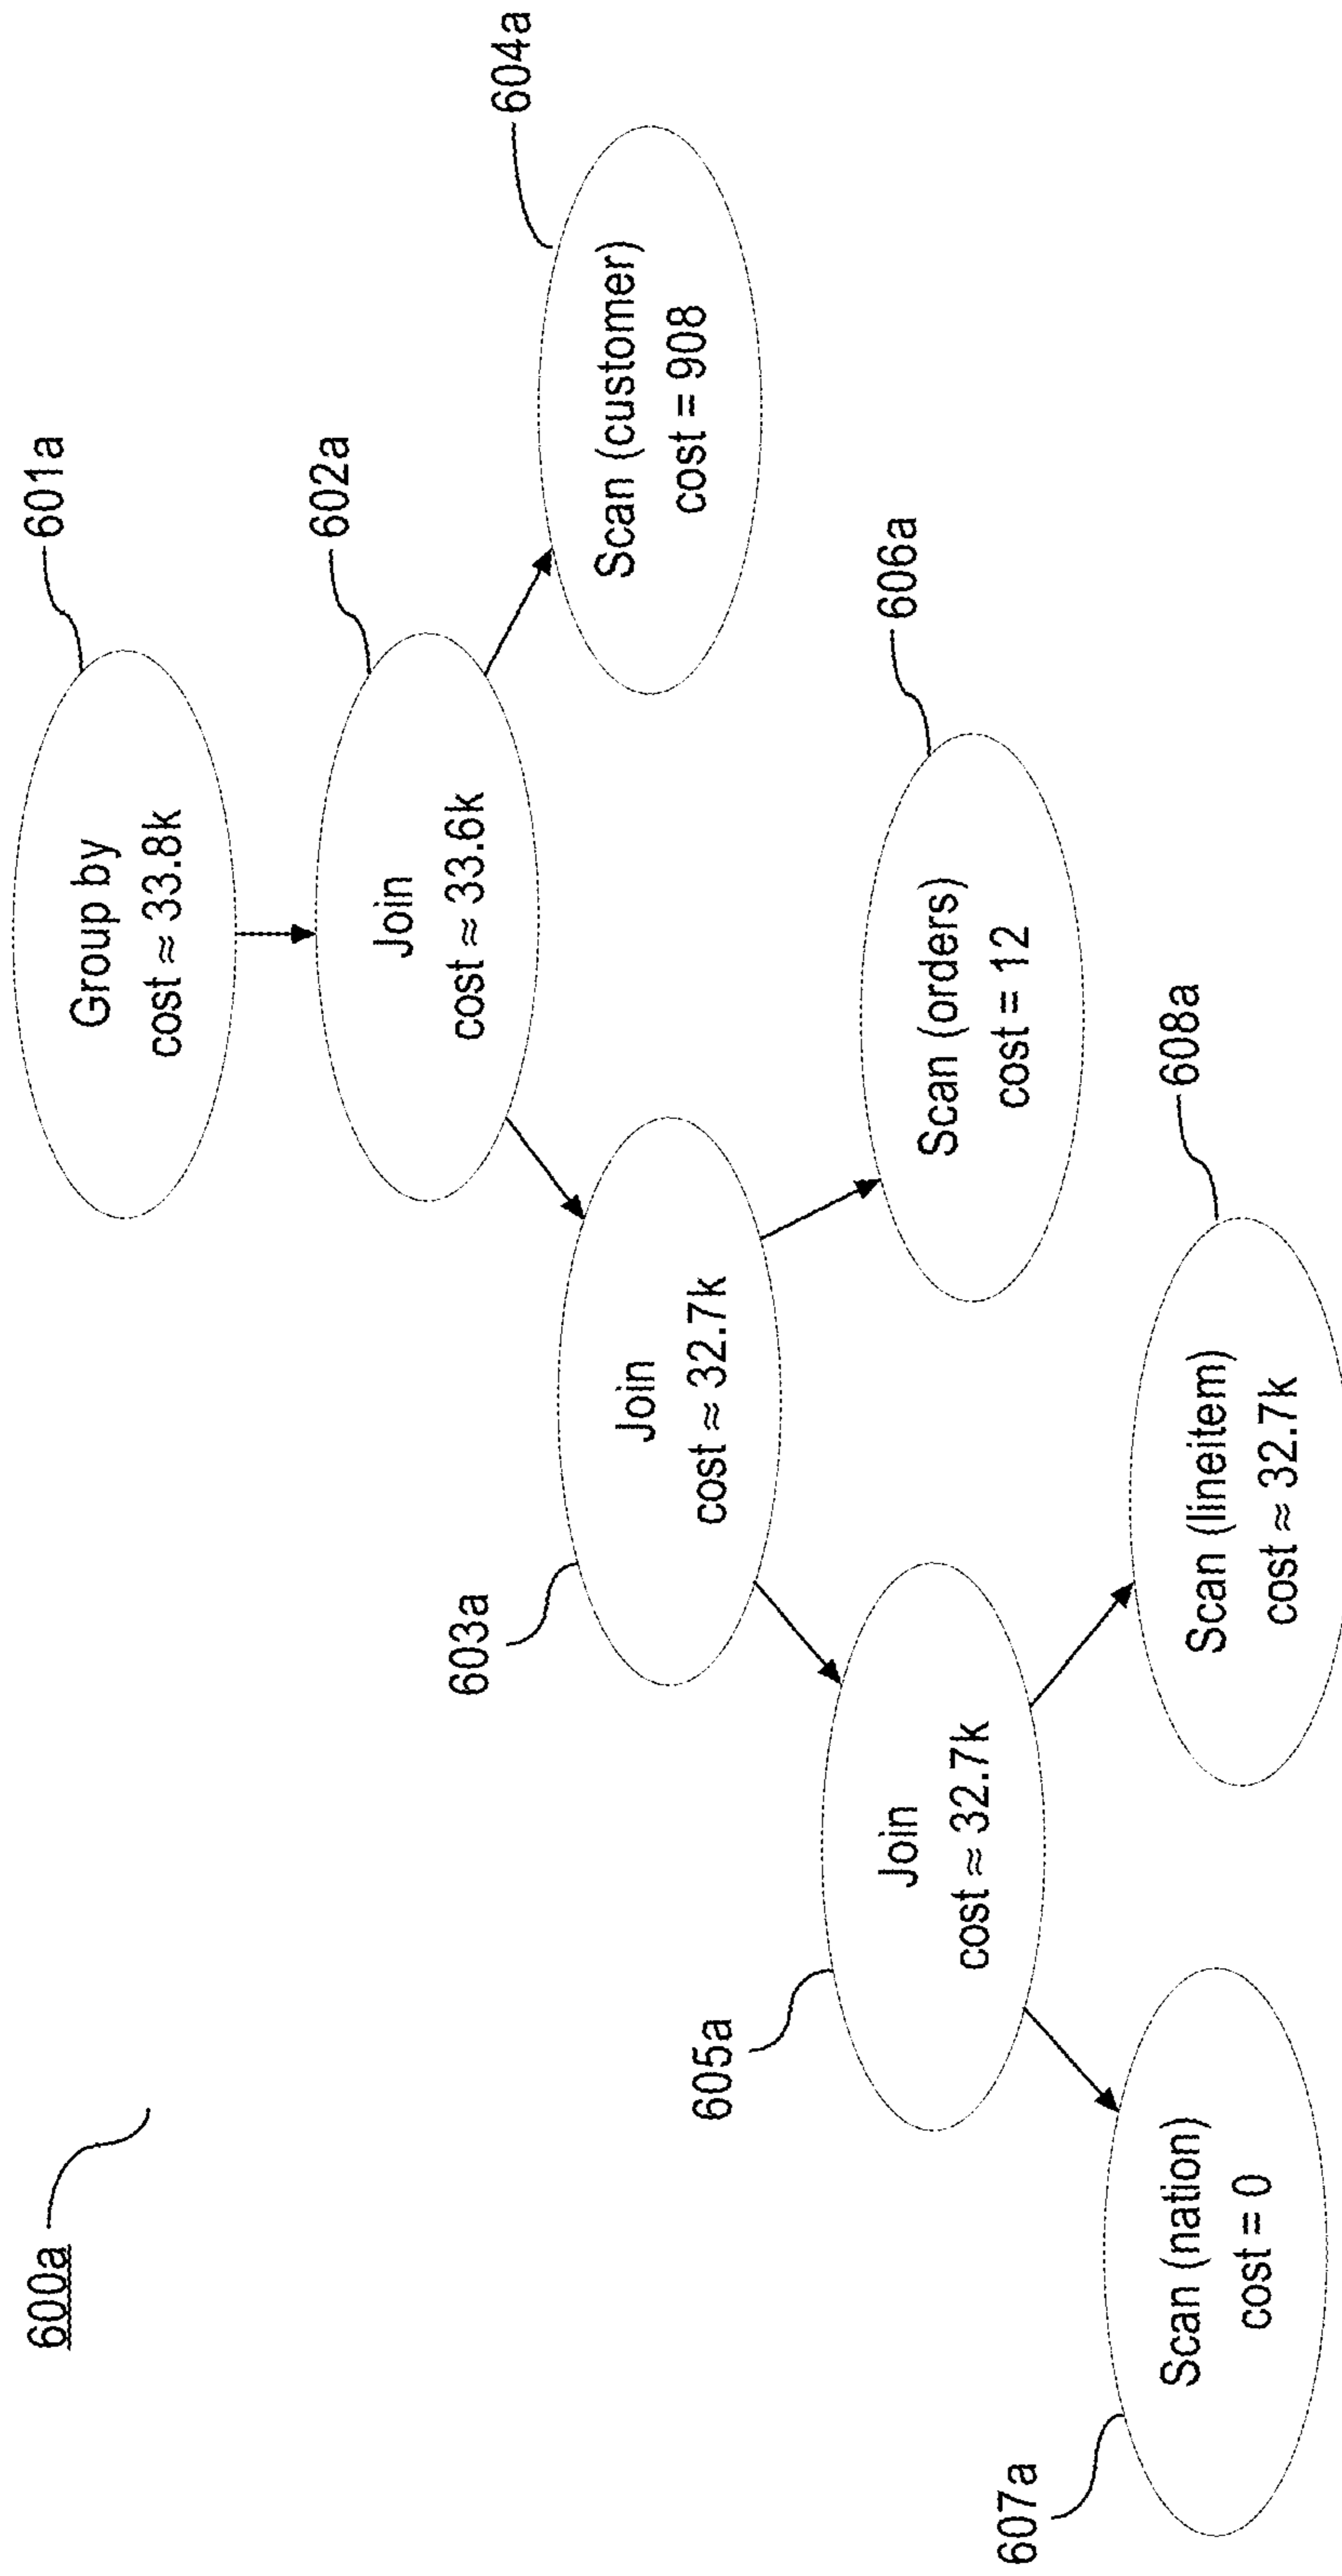 600a
601a
Group by
cost ≈ 33.8k
602a
Join
cost ≈ 33.6k
603a
Join
cost ≈ 32.7k
604a
Scan (customer)
cost = 908
605a
Join
cost ≈ 32.7k
606a
Scan (orders)
cost = 12
607a
Scan (nation)
cost = 0
608a
Scan (lineitem)
cost ≈ 32.7k